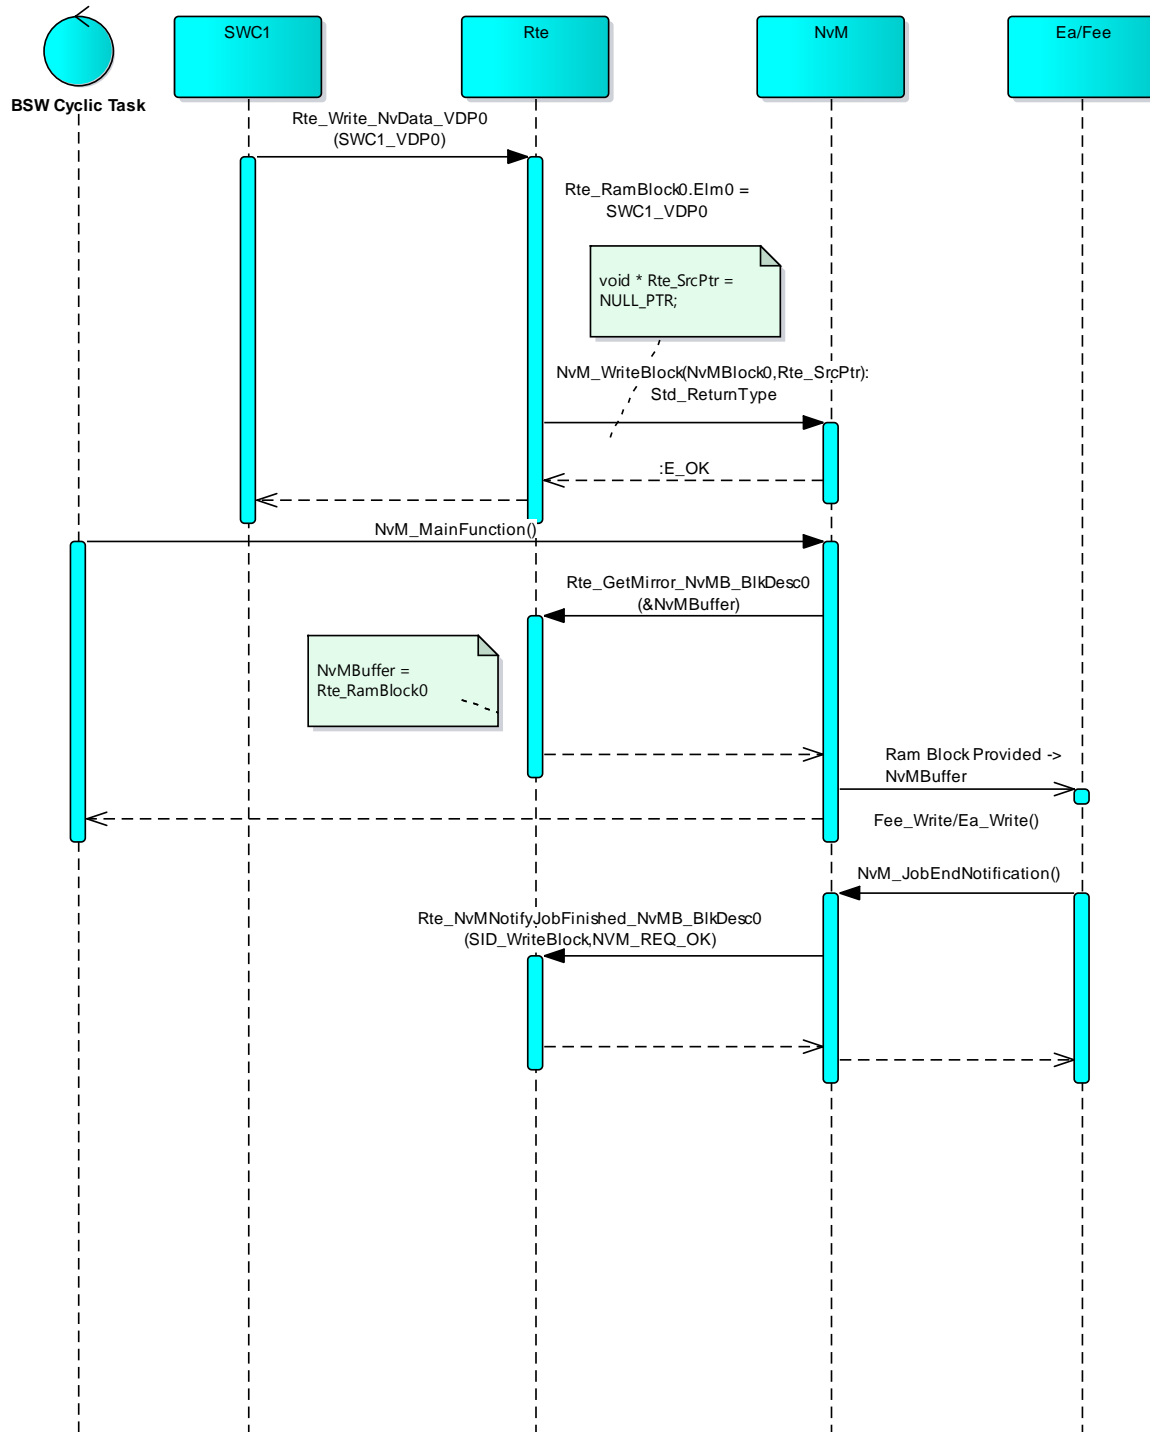 SWC1
Rte
NvM
Ea/Fee
BSW Cyclic Task
Rte_Write_NvData_VDP0
(SWC1_VDP0)
Rte_RamBlock0.Elm0 =
SWC1_VDP0
void * Rte_SrcPtr =
NULL_PTR;
NvM_WriteBlock(NvMBlock0,Rte_SrcPtr):
Std_ReturnType
:E_OK
NvM_MainFunction()
Rte_GetMirror_NvMB_BlkDesc0
(&NvMBuffer)
NvMBuffer =
Rte_RamBlock0
Ram Block Provided ->
NvMBuffer
Fee_Write/Ea_Write()
NvM_JobEndNotification()
Rte_NvMNotifyJobFinished_NvMB_BlkDesc0
(SID_WriteBlock,NVM_REQ_OK)